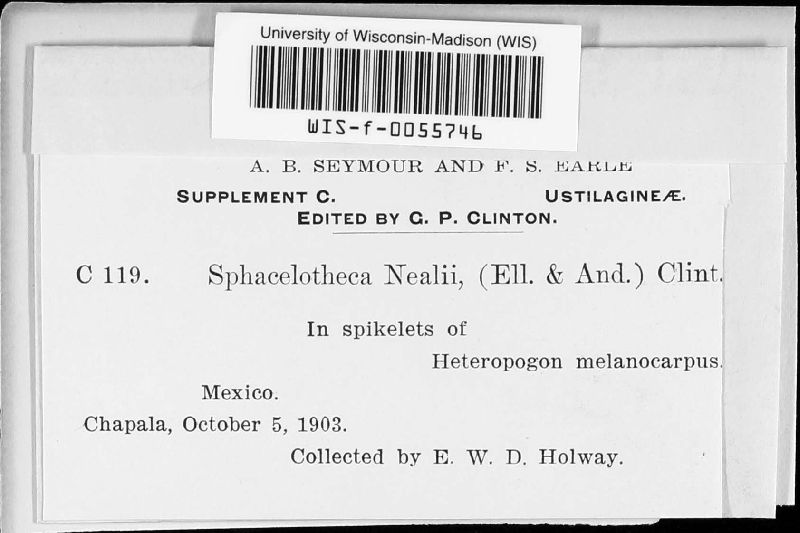 University of Wisconsin-Madison (WIS)
WIS-f-0055746
A. B. SEYMOUR AND F. S. EARLE
SUPPLEMENT C. USTILAGINEÆ.
EDITED BY G. P. CLINTON.
C 119. Sphacelotheca Nealii, (Ell. & And.) Clint.
In spikelets of
Heteropogon melanocarpus.
Mexico.
Chapala, October 5, 1903.
Collected by E. W. D. Holway.